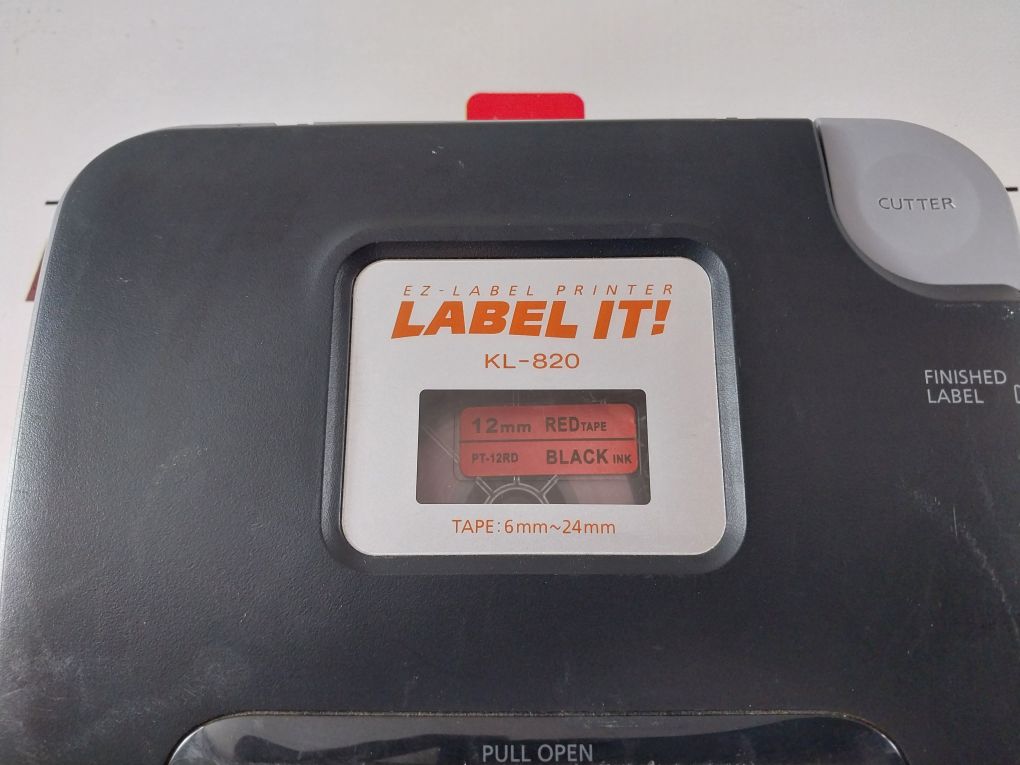 CUTTER
EZ-LABEL PRINTER
LABEL IT!
KL-820
FINISHED
LABEL
12mm REDTAPE
PT-12RD BLACK INK
TAPE:6mm~24mm
PULL OPEN